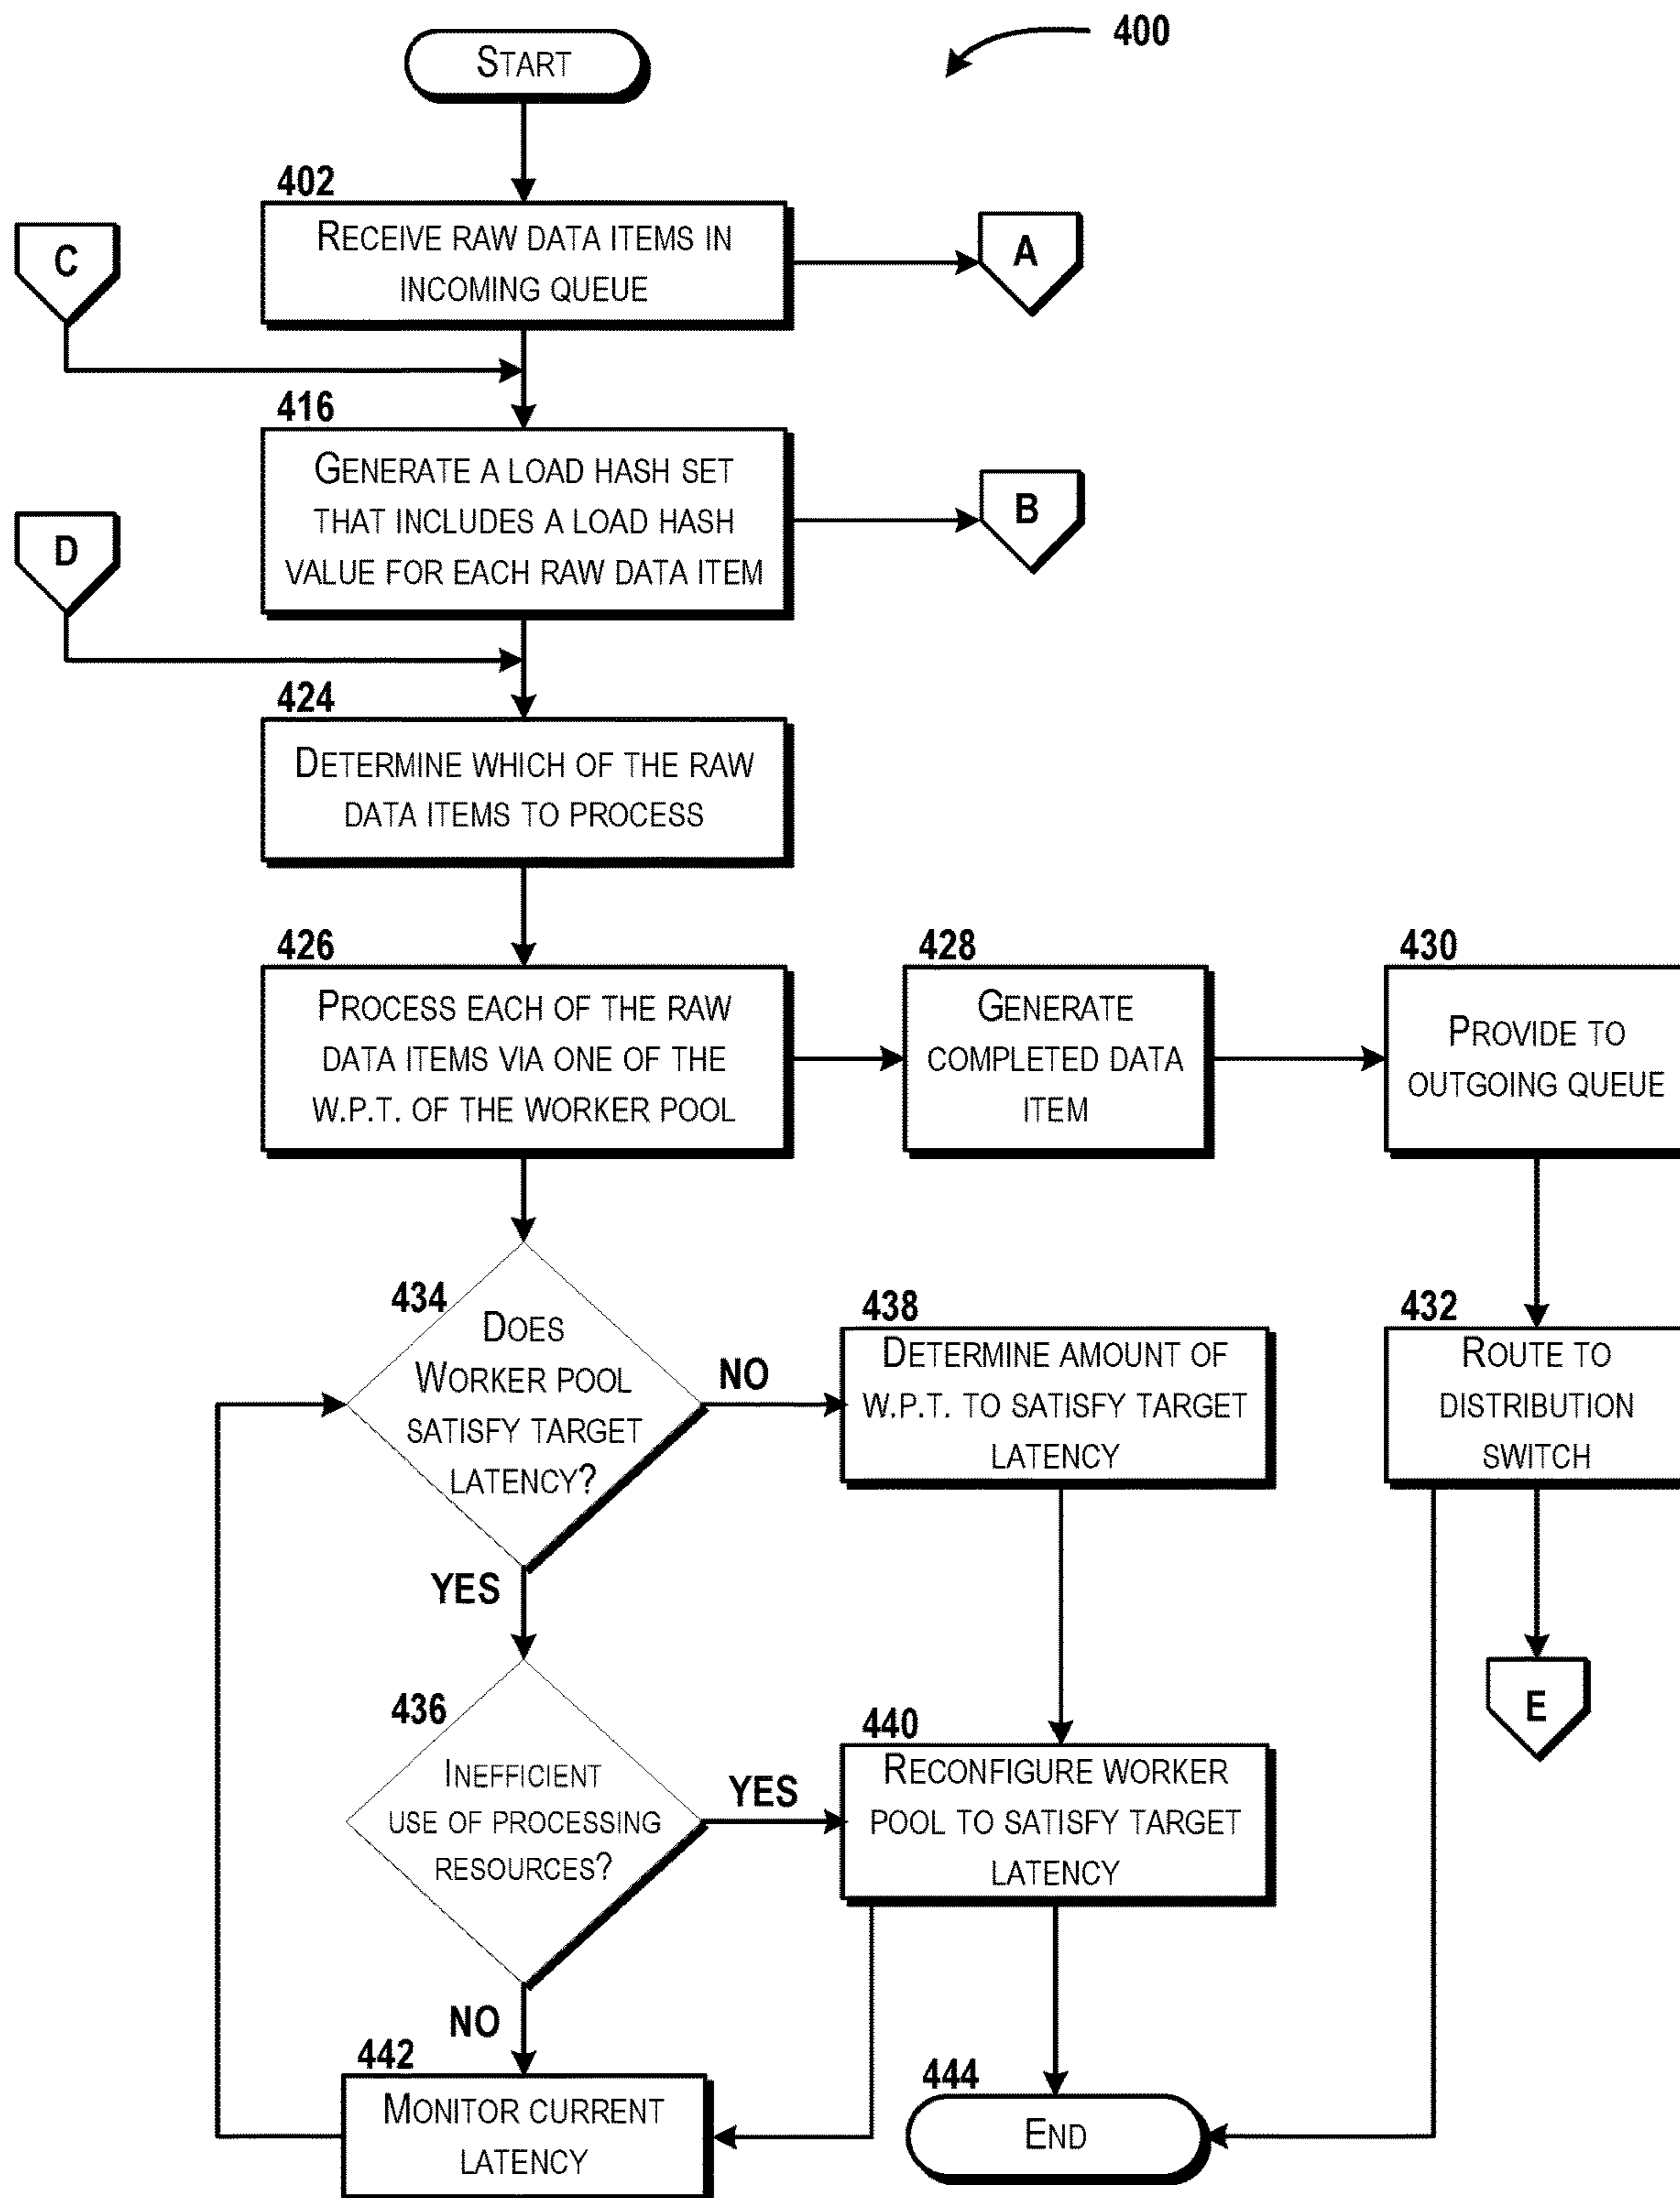 400
START
402
RECEIVE RAW DATA ITEMS IN
INCOMING QUEUE
A
C
416
GENERATE A LOAD HASH SET
THAT INCLUDES A LOAD HASH
VALUE FOR EACH RAW DATA ITEM
B
D
424
DETERMINE WHICH OF THE RAW
DATA ITEMS TO PROCESS
426
PROCESS EACH OF THE RAW
DATA ITEMS VIA ONE OF THE
W.P.T. OF THE WORKER POOL
428
GENERATE
COMPLETED DATA
ITEM
430
PROVIDE TO
OUTGOING QUEUE
434
DOES
WORKER POOL
SATISFY TARGET
LATENCY?
NO
YES
438
DETERMINE AMOUNT OF
W.P.T. TO SATISFY TARGET
LATENCY
432
ROUTE TO
DISTRIBUTION
SWITCH
E
436
INEFFICIENT
USE OF PROCESSING
RESOURCES?
YES
NO
440
RECONFIGURE WORKER
POOL TO SATISFY TARGET
LATENCY
442
MONITOR CURRENT
LATENCY
444
END